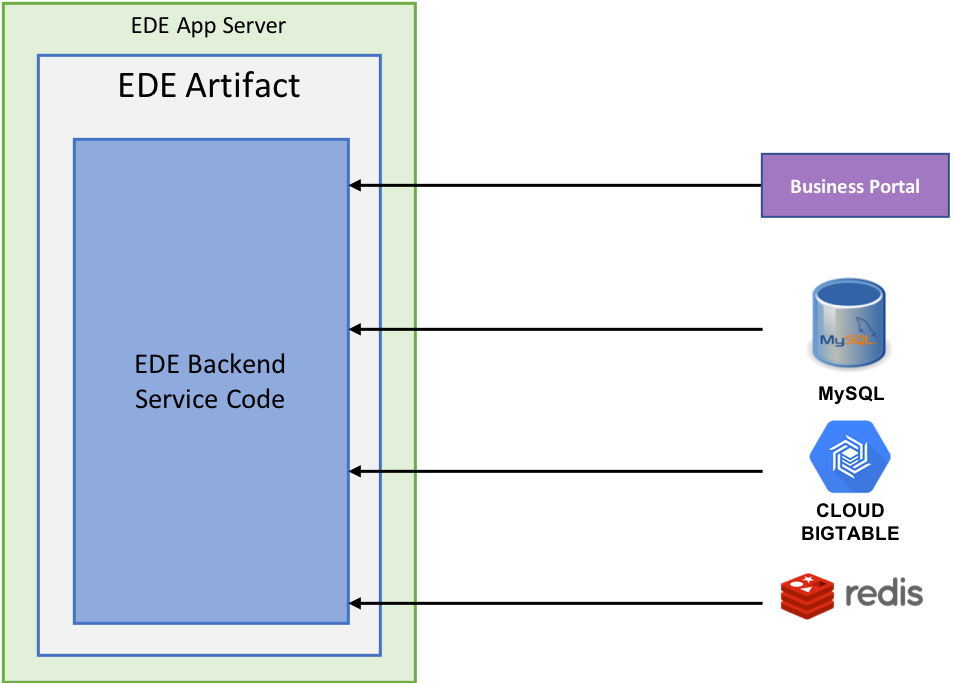 EDE App Server
EDE Artifact
Business Portal
MySQL
EDE Backend
Service Code
MySQL
CLOUD
BIGTABLE
redis